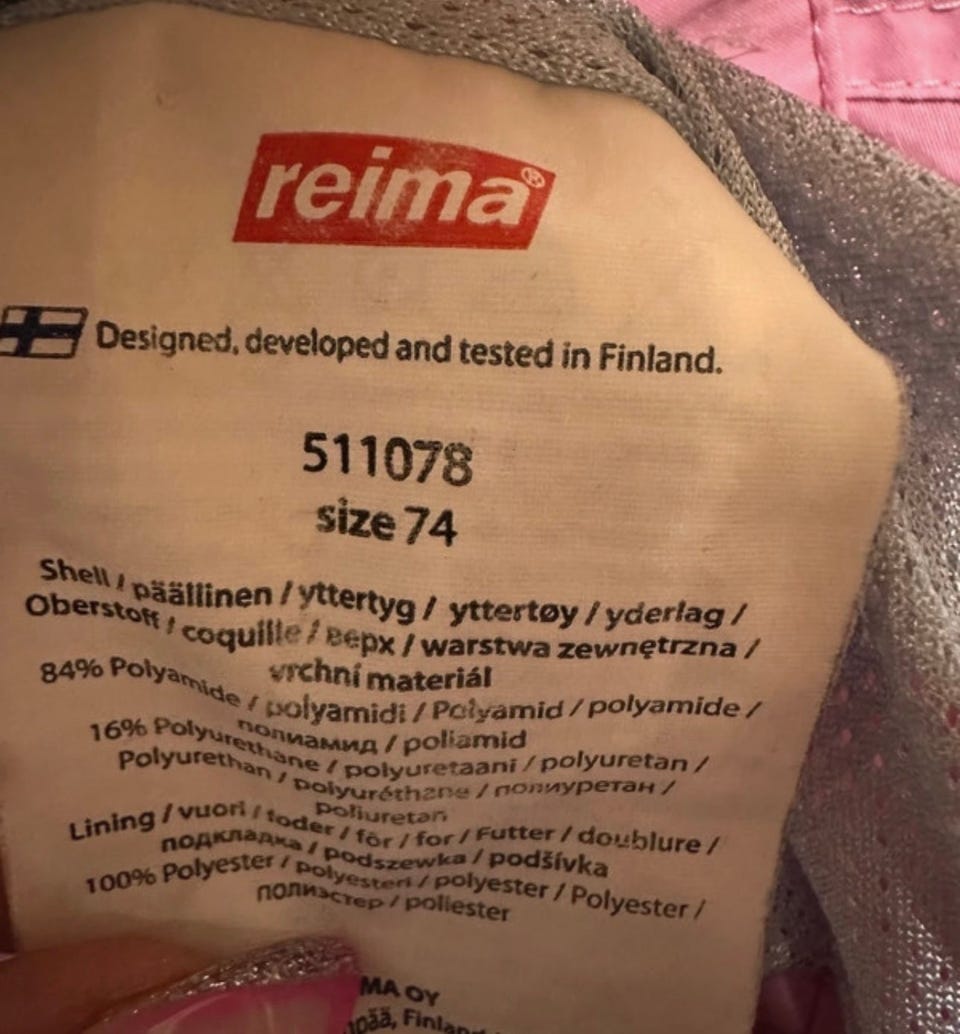 reima®
Designed, developed and tested in Finland.
511078
size 74
Shell / päällinen / yttertyg / yttertøy / yderlag /
Oberstoff / coquille / верх / warstwa zewnętrzna /
vrchní materiál
84% Polyamide / polyamidi / Polyamid / polyamide /
полиамид / poliamid
16% Polyurethane / polyuretaani / polyuretan /
Polyurethan / polyuréthane / полиуретан /
poliuretan
Lining / vuori / foder / fôr / for / Futter / doublure /
подкладка / podszewka / podšívka
100% Polyester / polyesteri / polyester / Polyester /
полиэстер / poliester
MA OY
Finlan